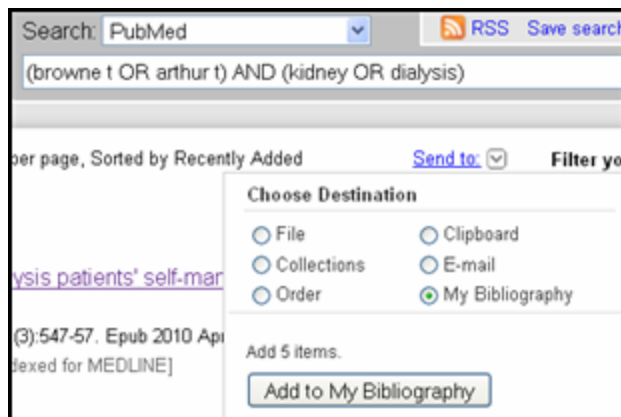 Search: PubMed RSS Save search
(browne t OR arthur t) AND (kidney OR dialysis)
per page, Sorted by Recently Added Send to: Filter yo
Choose Destination
File Clipboard
ysis patients' self-mar Collections E-mail
Order My Bibliography
(3):547-57. Epub 2010 Apr
dexed for MEDLINE] Add 5 items.
Add to My Bibliography